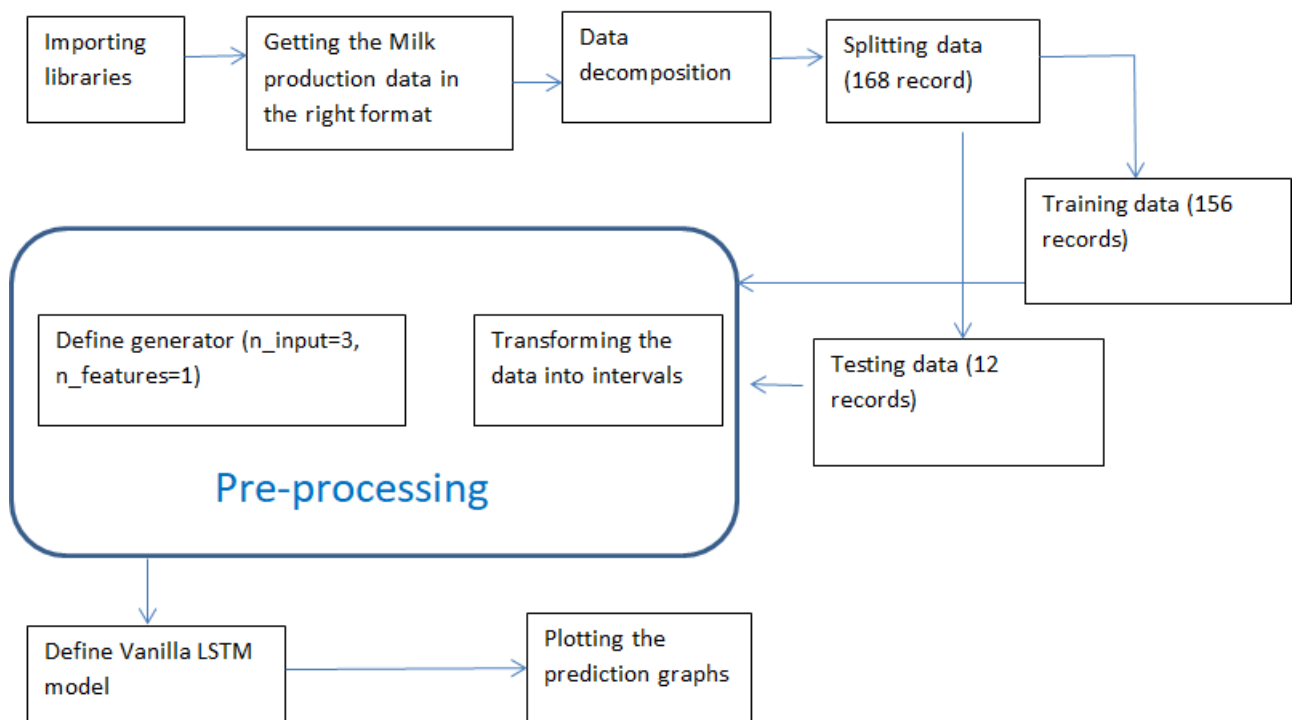 Importing
libraries
Getting the Milk
production data in
the right format
Data
decomposition
Splitting data
(168 record)
Training data (156
records)
Define generator (n_input=3,
n_features=1)
Transforming the
data into intervals
Testing data (12
records)
Pre-processing
Define Vanilla LSTM
model
Plotting the
prediction graphs